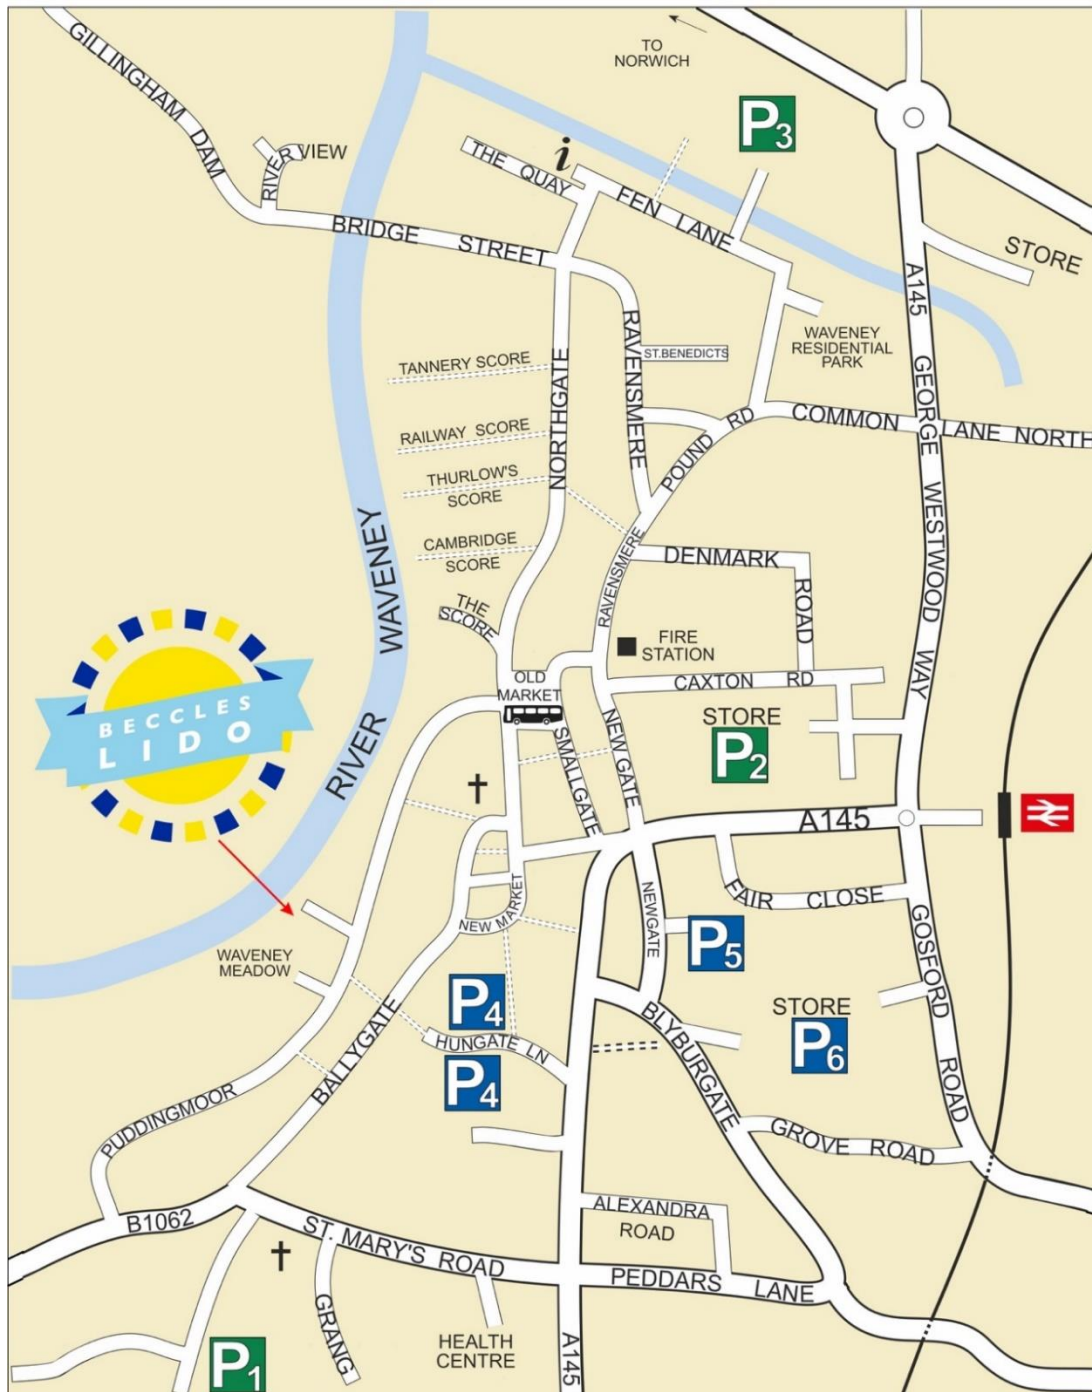 TO
NORWICH
GILLINGHAM DAM
RIVER VIEW
P3
THE QUAY
i
FEN LANE
BRIDGE STREET
STORE
A145 GEORGE WESTWOOD WAY
WAVENEY
RESIDENTIAL
PARK
ST.BENEDICTS
RAVENSMERE
TANNERY SCORE
NORTHGATE
COMMON LANE NORTH
POUND RD
RAILWAY SCORE
THURLOW'S
SCORE
CAMBRIDGE
SCORE
RAVENSMERE
DENMARK ROAD
RIVER WAVENEY
THE
SCORE
FIRE
STATION
BECCLES
LIDO
OLD
MARKET
CAXTON RD
STORE
P2
NEW GATE
SMALLGATE
A145
FAIR CLOSE
NEW MARKET
NEWGATE
P5
GOSFORD ROAD
WAVENEY
MEADOW
P4
HUNGATE LN
P4
STORE
P6
BLYBURGATE
BALLYGATE
PUDDINGMOOR
GROVE ROAD
B1062
ST. MARY'S ROAD
ALEXANDRA
ROAD
PEDDARS LANE
GRANG
HEALTH
CENTRE
A145
P1